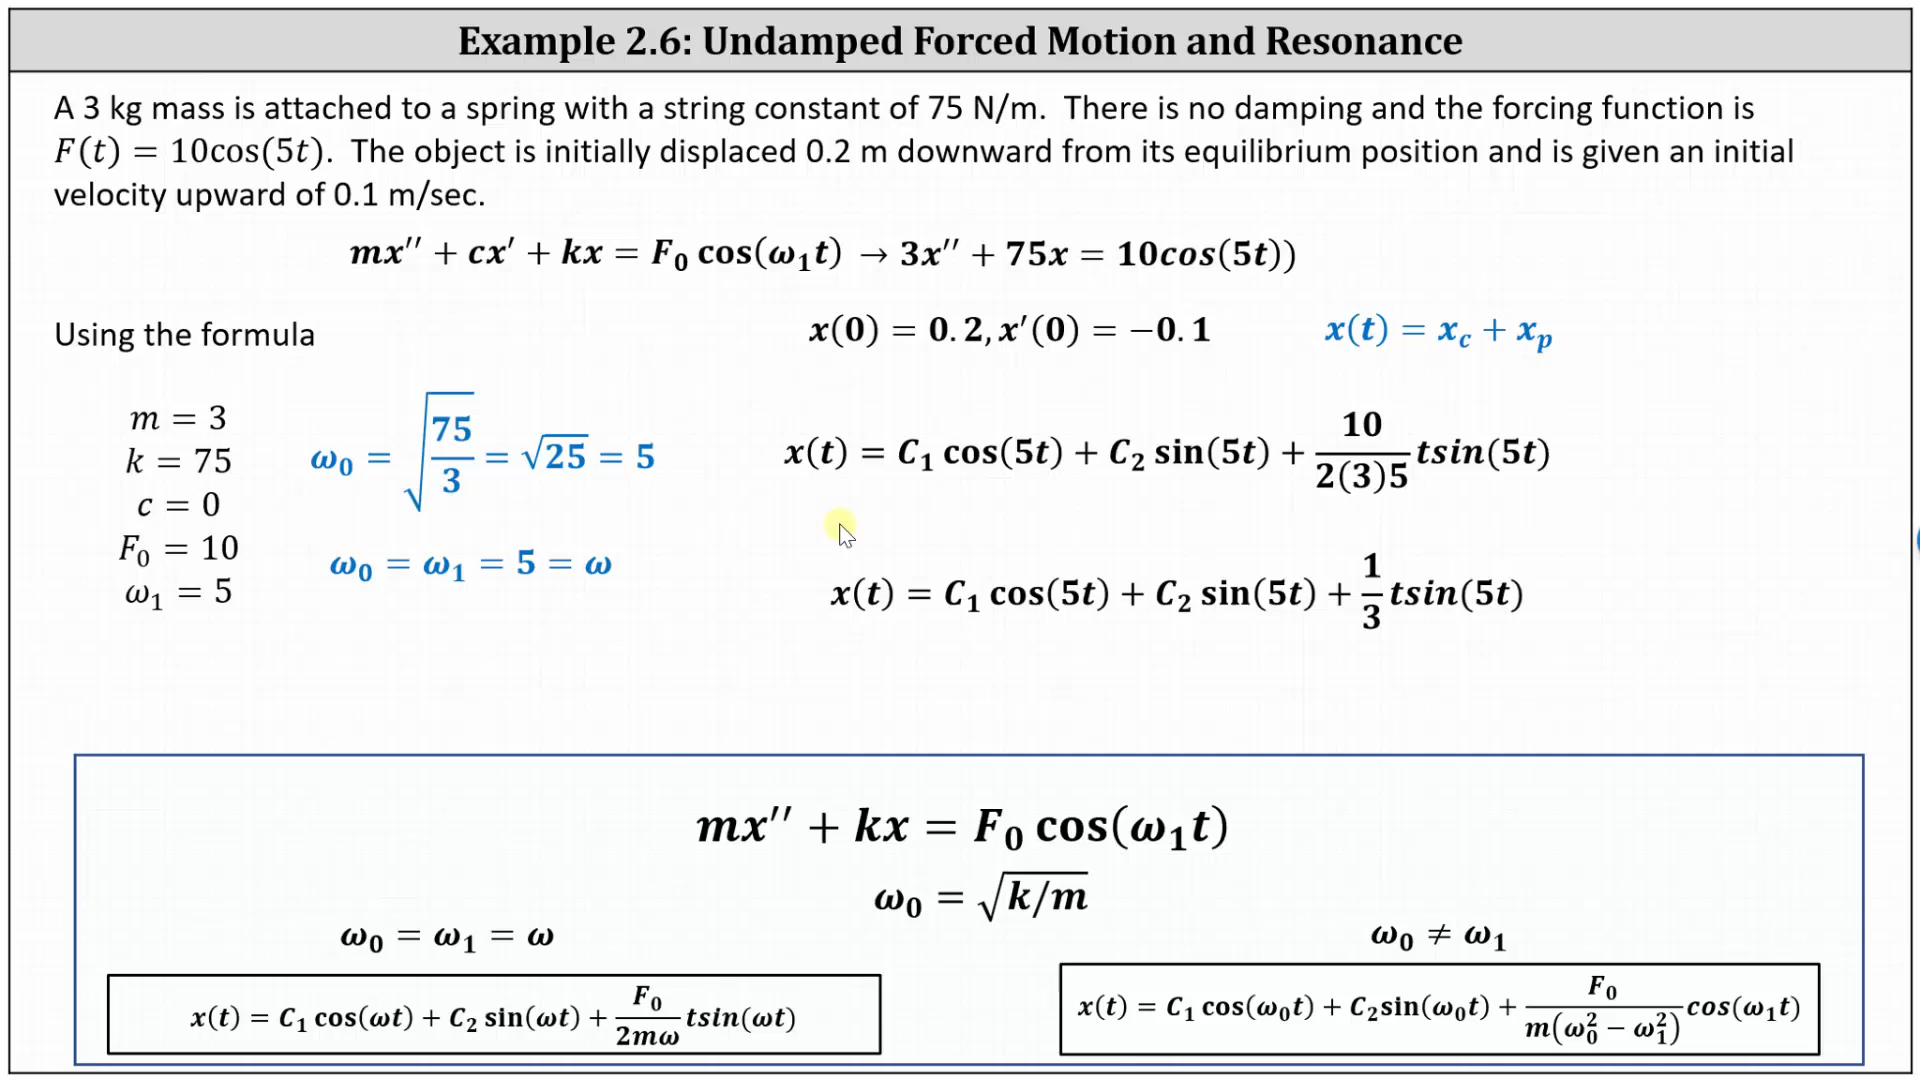 Example 2.6: Undamped Forced Motion and Resonance
A 3 kg mass is attached to a spring with a string constant of 75 N/m. There is no damping and the forcing function is
F(t) = 10cos(5t). The object is initially displaced 0.2 m downward from its equilibrium position and is given an initial
velocity upward of 0.1 m/sec.
mx′′ + cx′ + kx = F₀ cos(ω₁t) → 3x′′ + 75x = 10cos(5t))
Using the formula
x(0) = 0.2, x′(0) = −0.1
x(t) = x_c + x_p
m = 3
k = 75
c = 0
F₀ = 10
ω₁ = 5
ω₀ = √(75/3) = √25 = 5
ω₀ = ω₁ = 5 = ω
x(t) = C₁ cos(5t) + C₂ sin(5t) + 10/(2(3)5) tsin(5t)
x(t) = C₁ cos(5t) + C₂ sin(5t) + 1/3 tsin(5t)
mx′′ + kx = F₀ cos(ω₁t)
ω₀ = √(k/m)
ω₀ = ω₁ = ω
x(t) = C₁ cos(ωt) + C₂ sin(ωt) + F₀/(2mω) tsin(ωt)
ω₀ ≠ ω₁
x(t) = C₁ cos(ω₀t) + C₂sin(ω₀t) + F₀/(m(ω₀² − ω₁²)) cos(ω₁t)